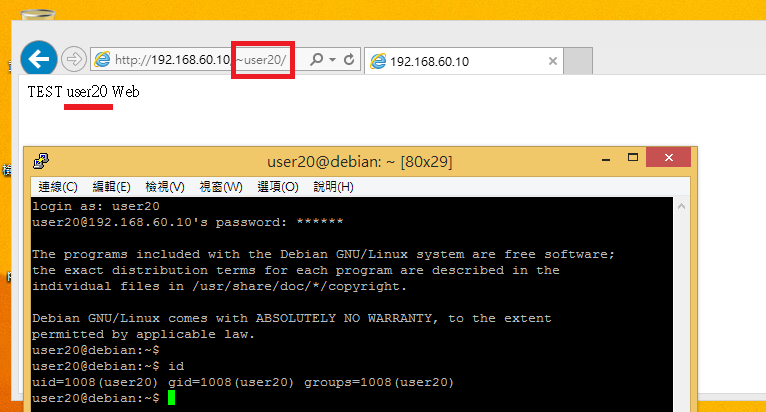 http://192.168.60.10/~user20/
192.168.60.10
TEST user20 Web
user20@debian: ~ [80x29]
連線(C) 編輯(E) 檢視(V) 視窗(W) 選項(O) 說明(H)
login as: user20
user20@192.168.60.10's password: ******
The programs included with the Debian GNU/Linux system are free software;
the exact distribution terms for each program are described in the
individual files in /usr/share/doc/*/copyright.
Debian GNU/Linux comes with ABSOLUTELY NO WARRANTY, to the extent
permitted by applicable law.
user20@debian:~$
user20@debian:~$ id
uid=1008(user20) gid=1008(user20) groups=1008(user20)
user20@debian:~$